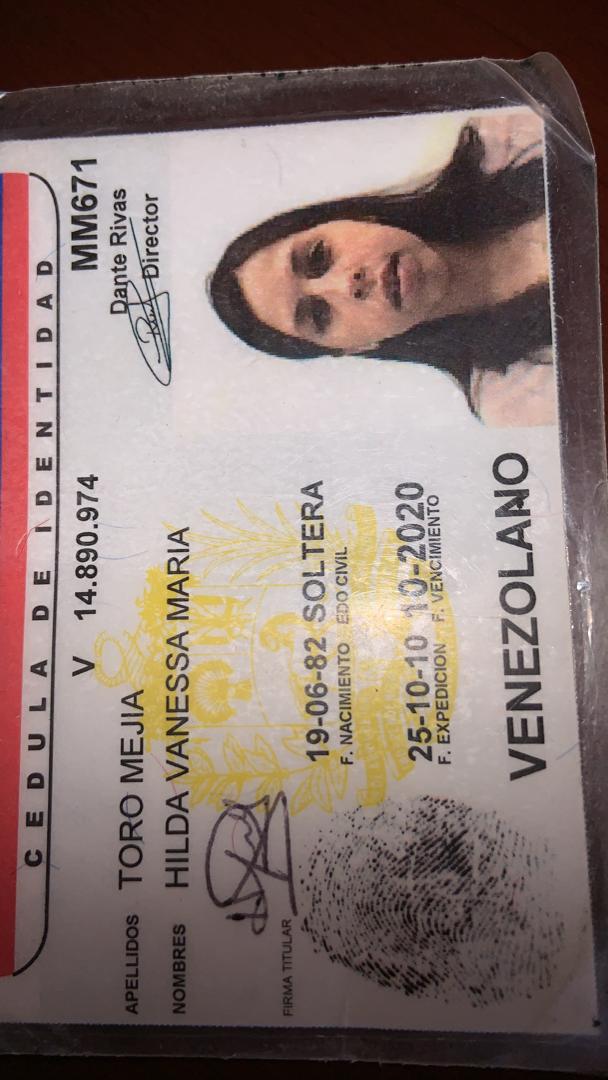 CEDULA DE IDENTIDAD
V 14.890.974 MM671
APELLIDOS TORO MEJIA
Dante Rivas
Director
NOMBRES HILDA VANESSA MARIA
FIRMA TITULAR
19-06-82 SOLTERA
F. NACIMIENTO EDO CIVIL
25-10-10 10-2020
F. EXPEDICION F. VENCIMIENTO
VENEZOLANO